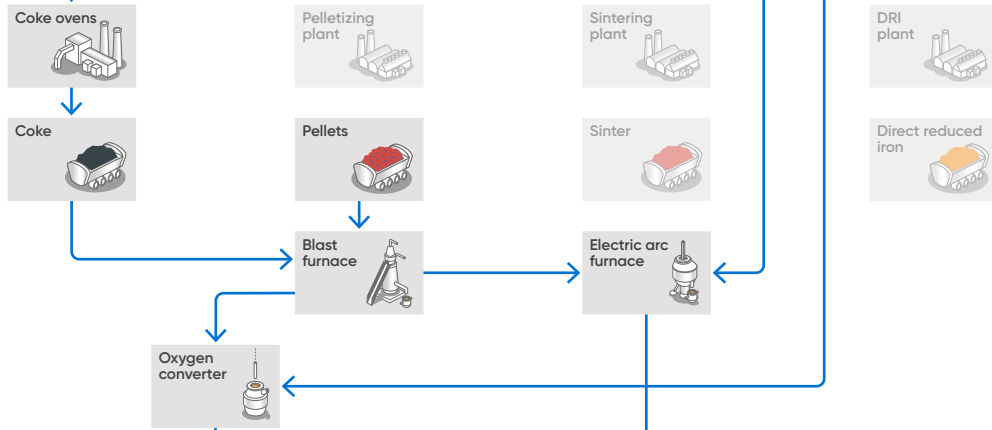 Coke ovens
Pelletizing
plant
Sintering
plant
DRI
plant
Coke
Pellets
Sinter
Direct reduced
iron
Blast
furnace
Electric arc
furnace
Oxygen
converter